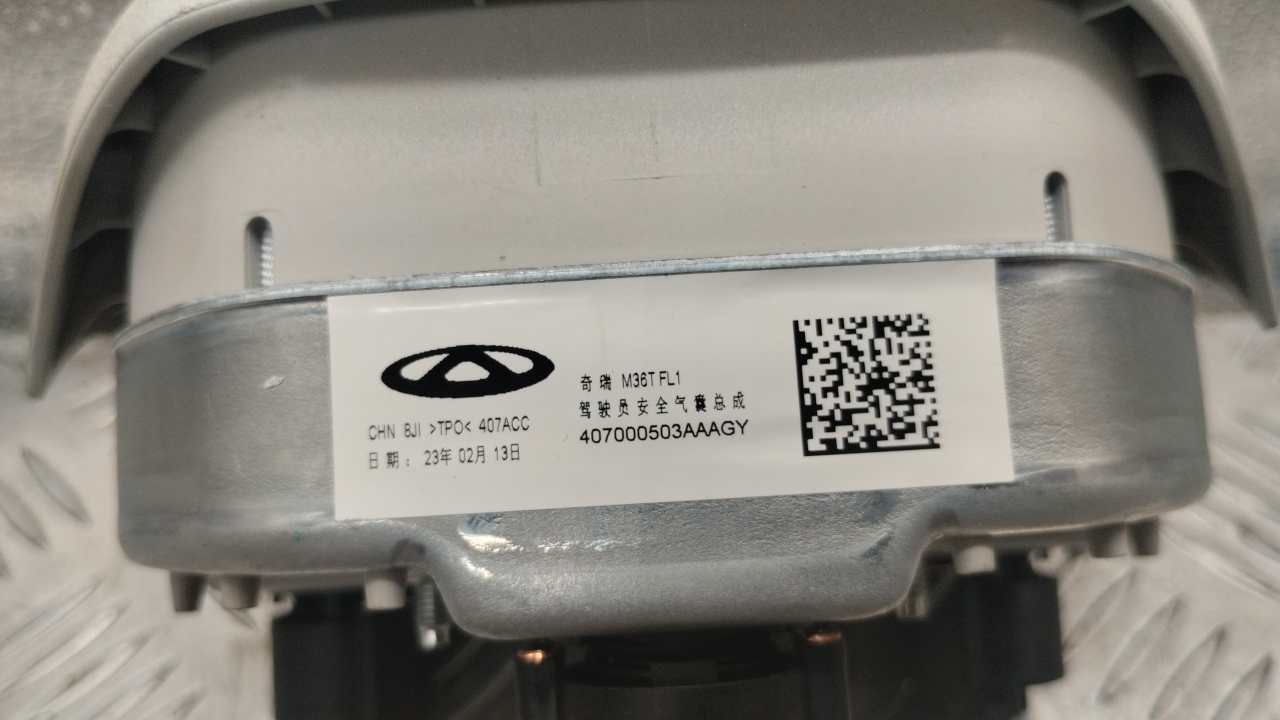 CHN 8JI >TPO< 407ACC
日期：23年 02月 13日
奇瑞 M36T FL1
驾驶员安全气囊总成
407000503AAAGY